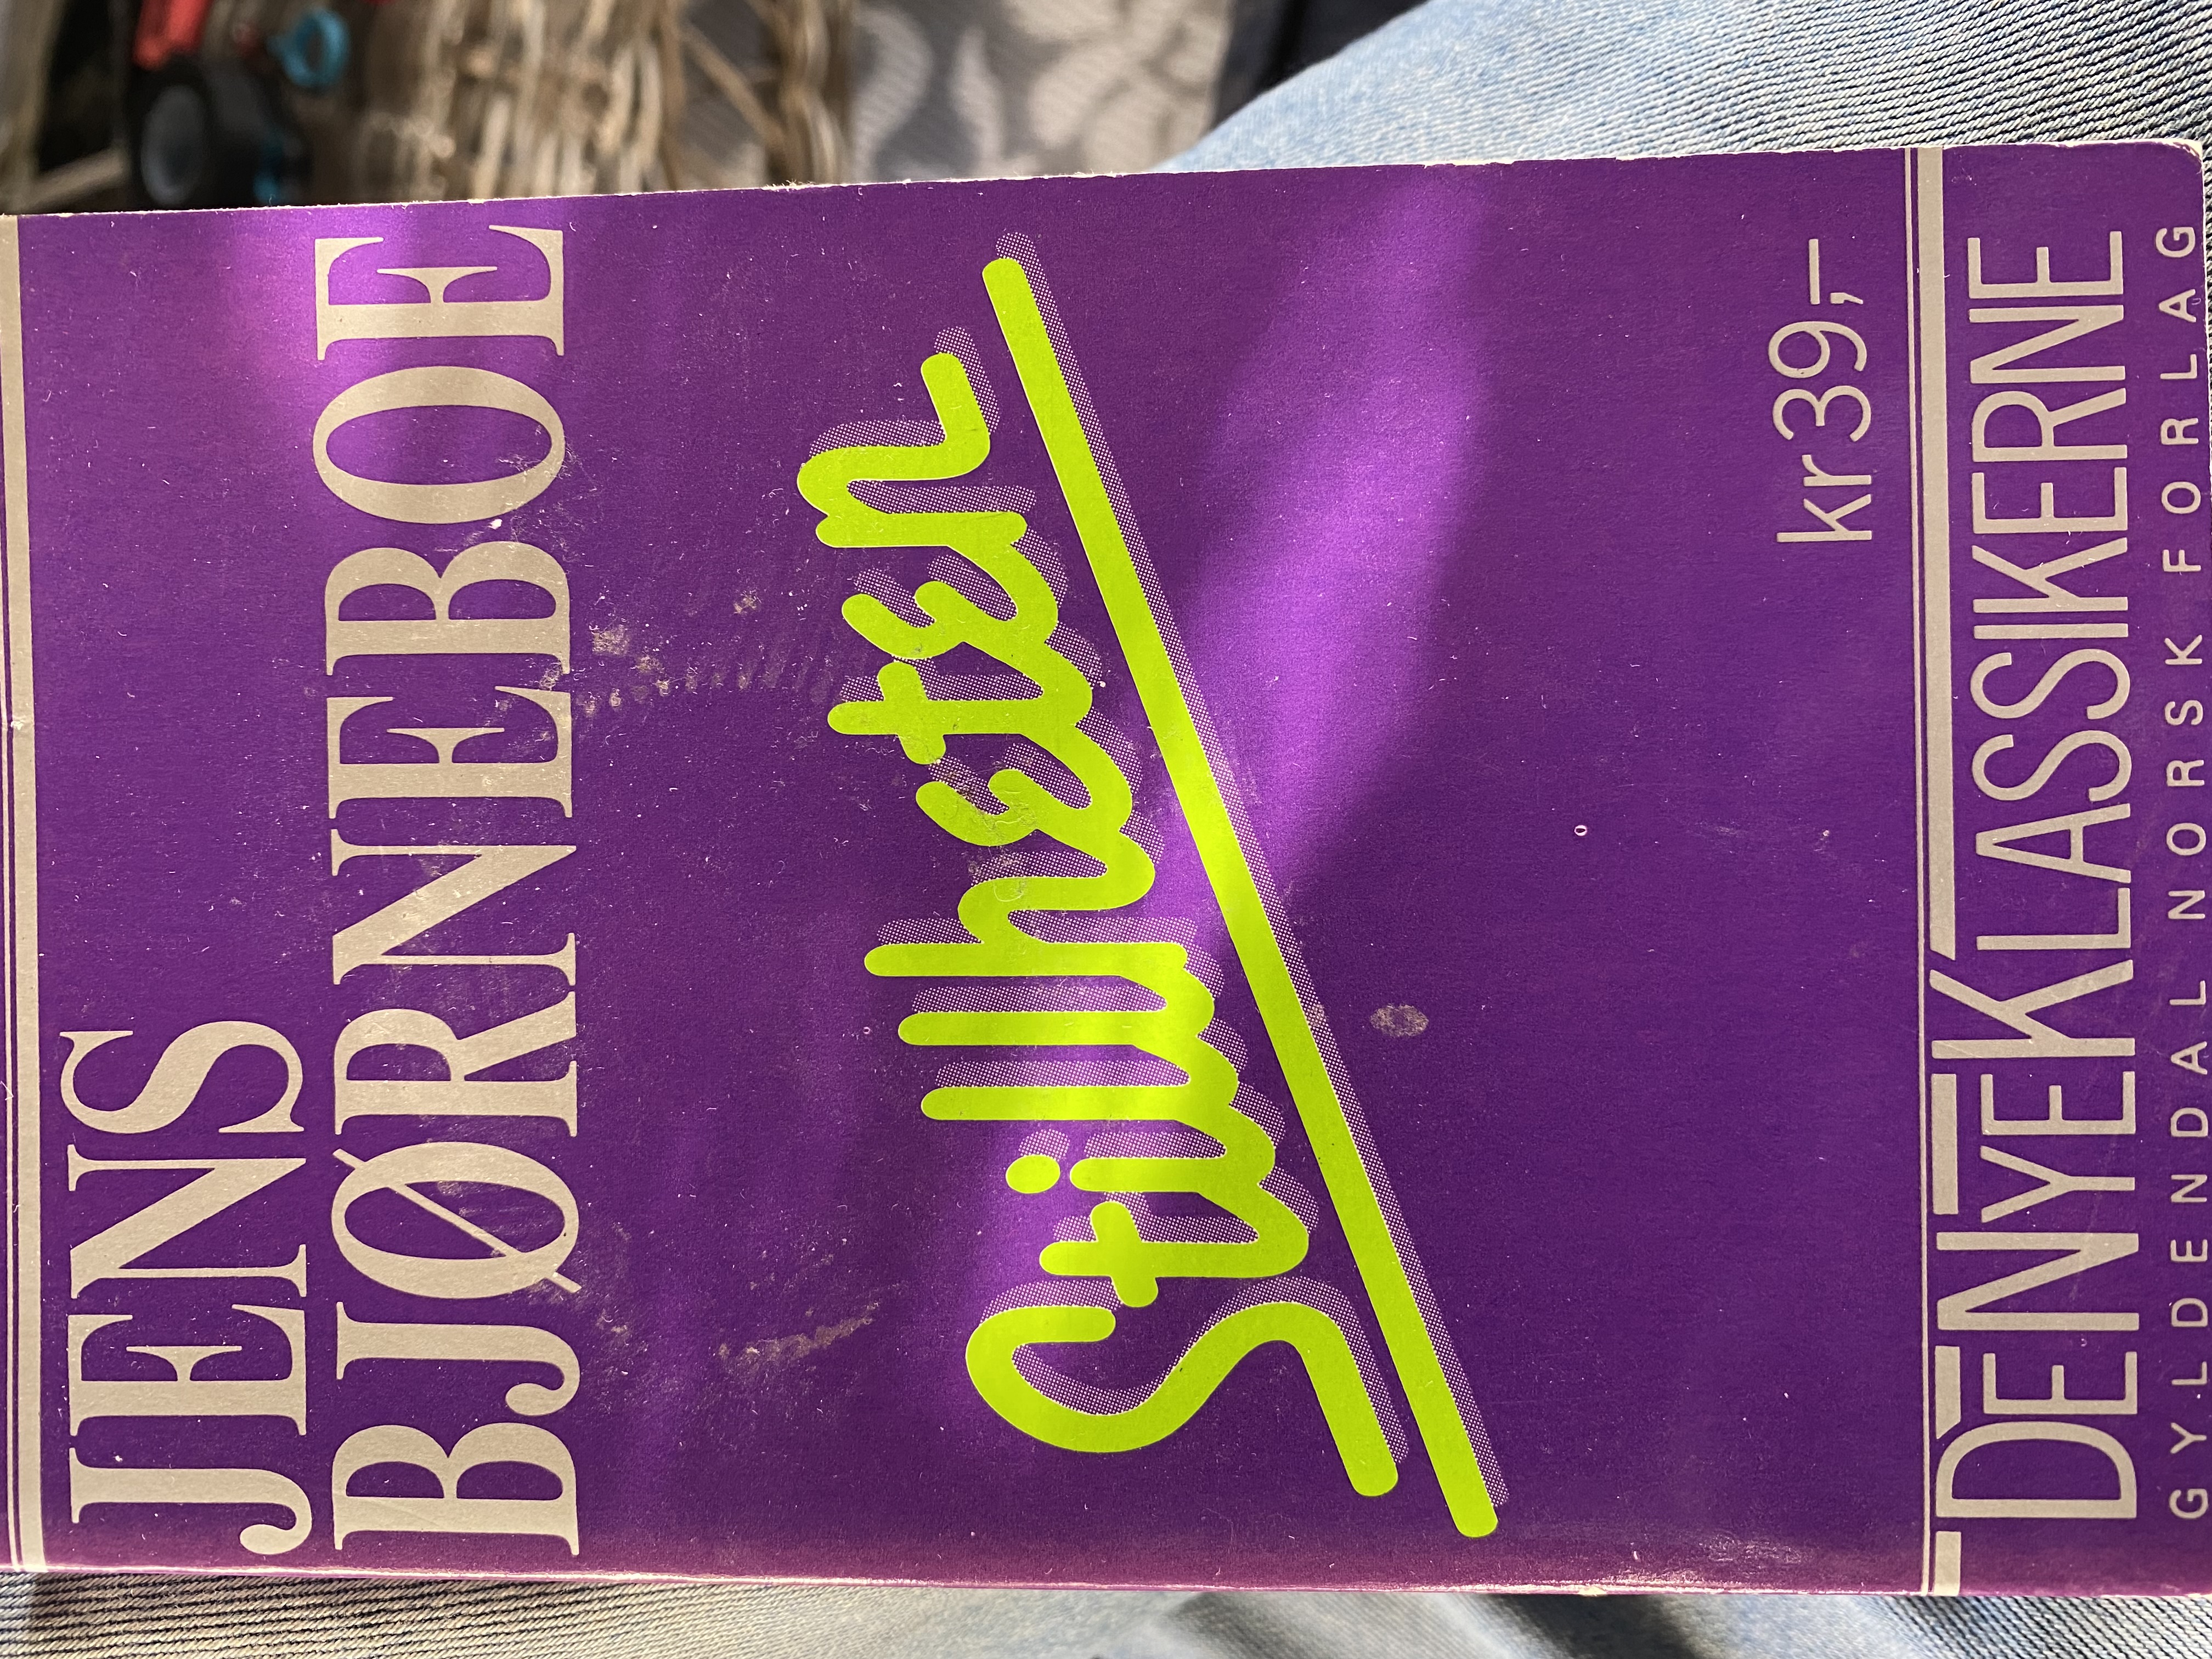 JENS
BJØRNEBOE
Stillheten
kr 39,–
DE NYE KLASSIKERNE
GYLDENDAL NORSK FORLAG